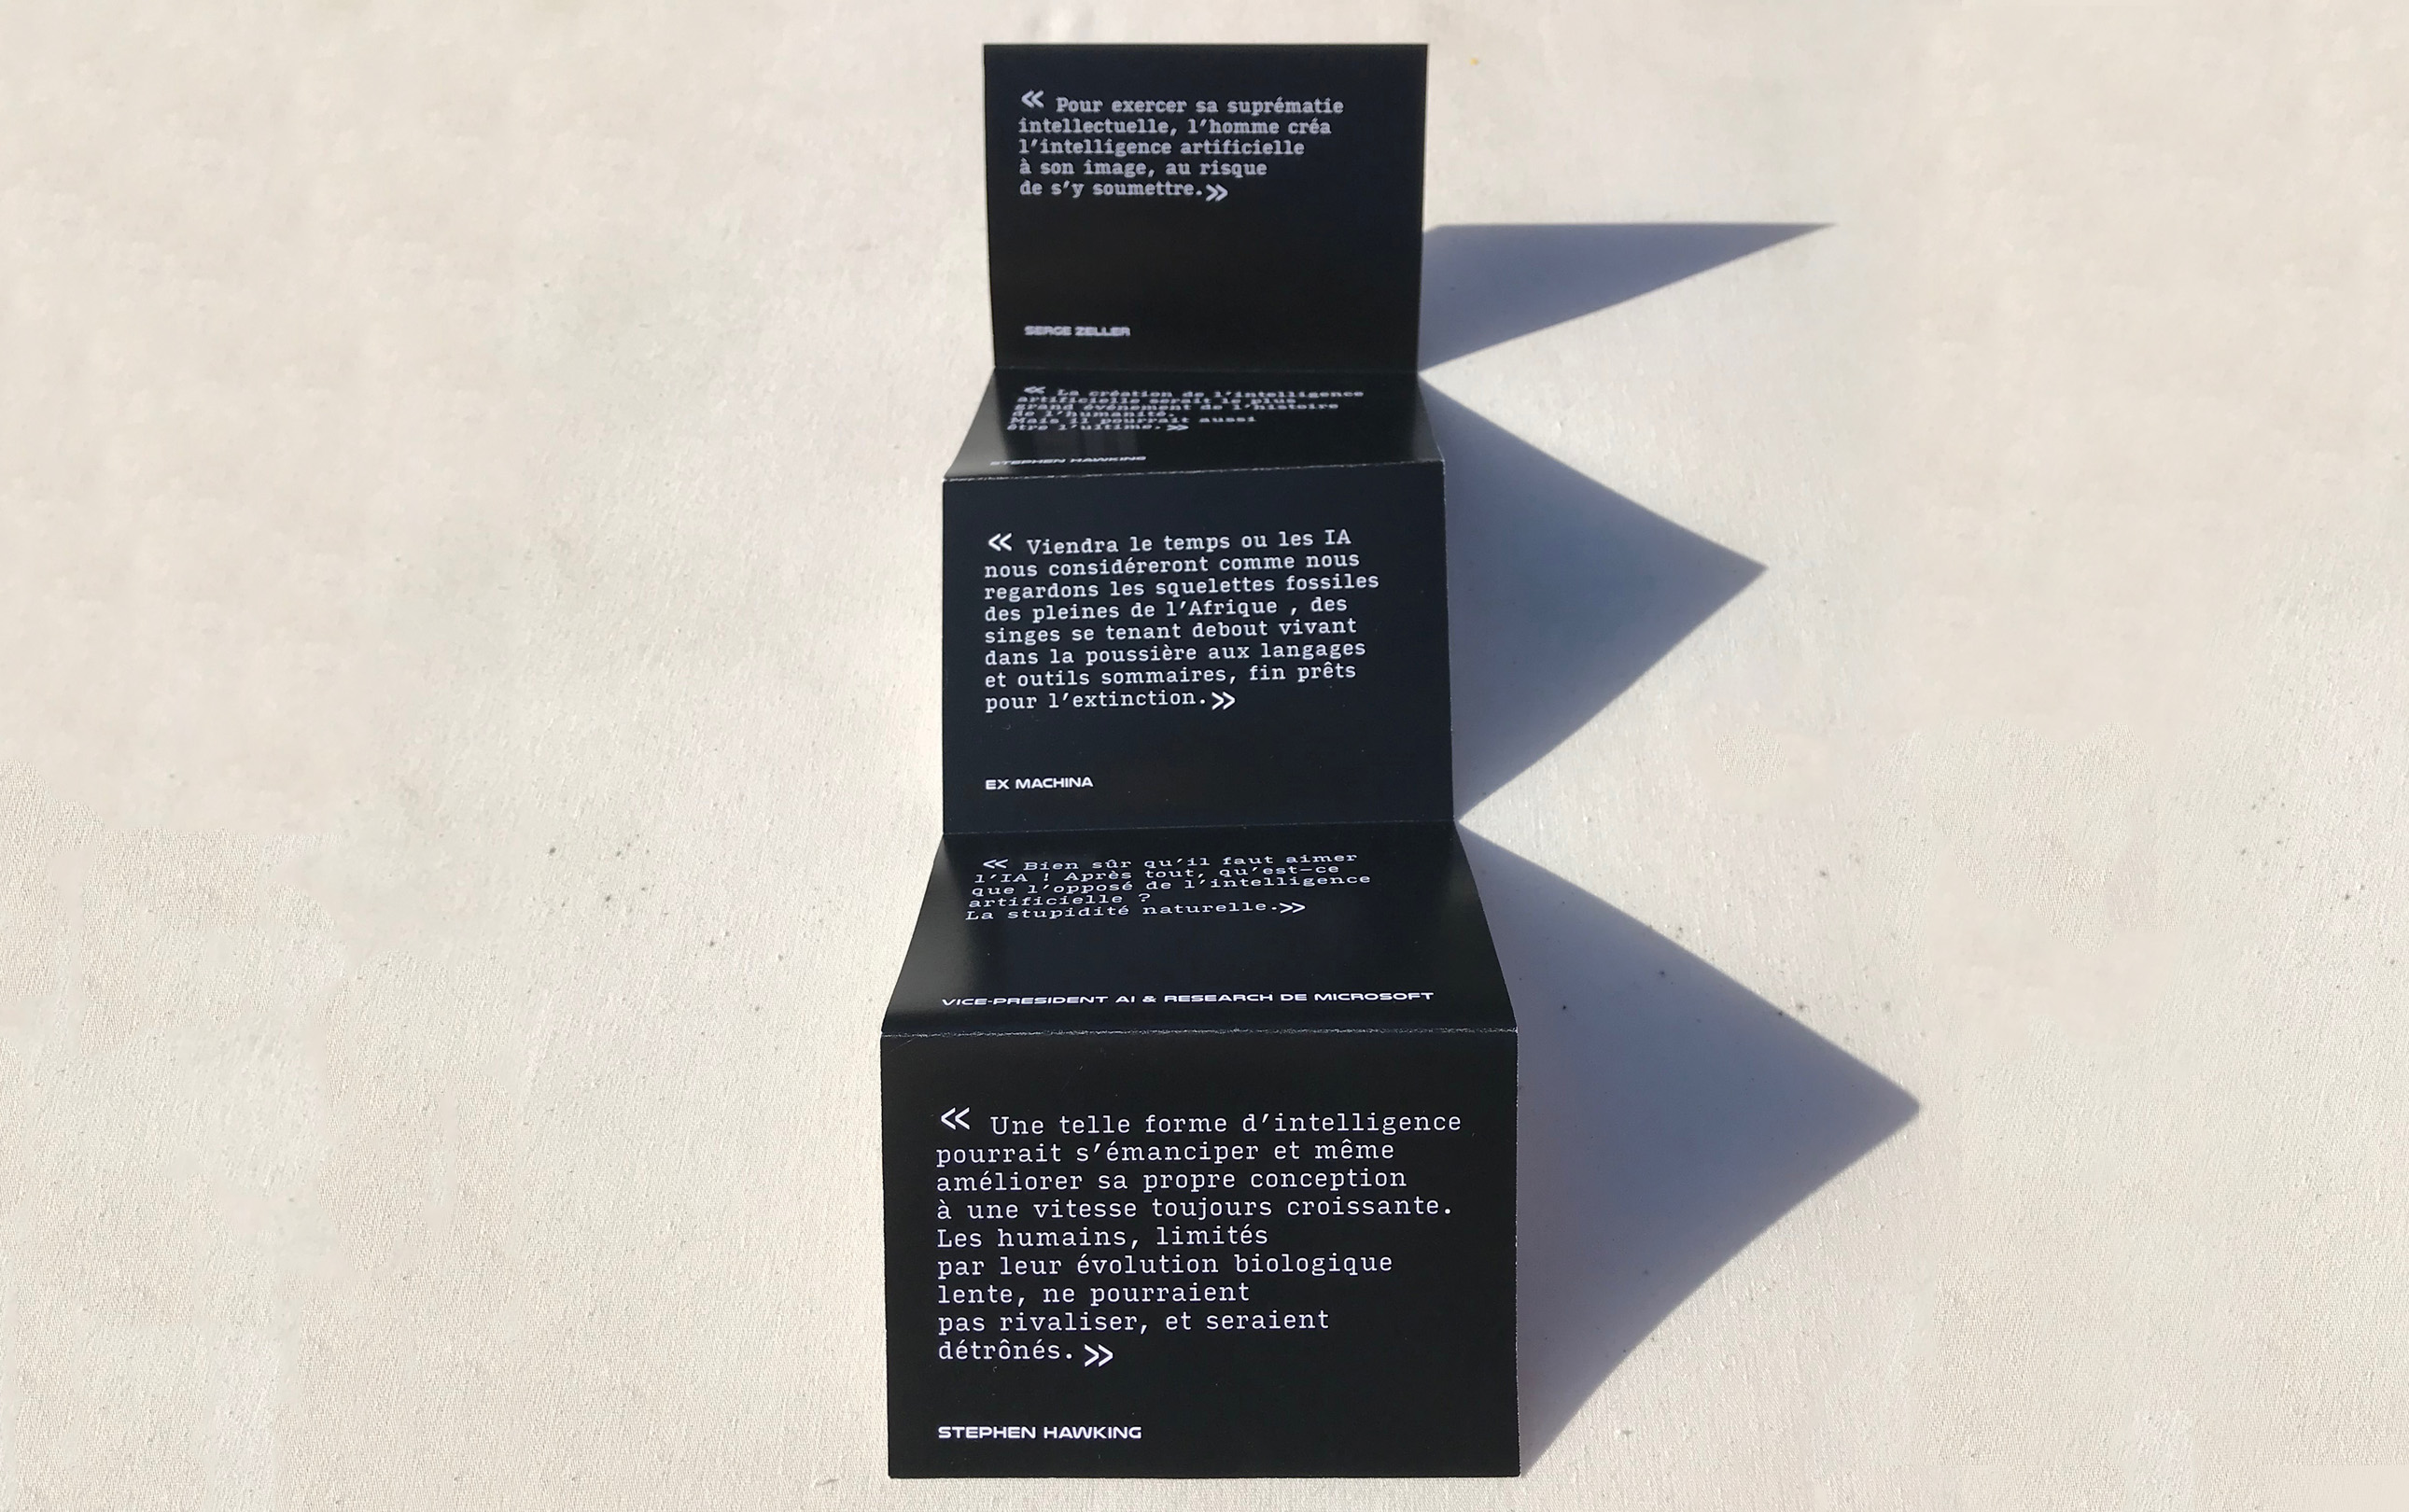 « Pour exercer sa suprématie
intellectuelle, l’homme créa
l’intelligence artificielle
à son image, au risque
de s’y soumettre.»
SERGE ZELLER
« La création de l’intelligence
artificielle serait le plus
grand événement de l’histoire
de l’humanité.
Mais il pourrait aussi
être l’ultime.»
STEPHEN HAWKING
« Viendra le temps ou les IA
nous considéreront comme nous
regardons les squelettes fossiles
des pleines de l’Afrique , des
singes se tenant debout vivant
dans la poussière aux langages
et outils sommaires, fin prêts
pour l’extinction.»
EX MACHINA
« Bien sûr qu’il faut aimer
l’IA ! Après tout, qu’est-ce
que l’opposé de l’intelligence
artificielle ?
La stupidité naturelle.»
VICE-PRESIDENT AI & RESEARCH DE MICROSOFT
« Une telle forme d’intelligence
pourrait s’émanciper et même
améliorer sa propre conception
à une vitesse toujours croissante.
Les humains, limités
par leur évolution biologique
lente, ne pourraient
pas rivaliser, et seraient
détrônés.»
STEPHEN HAWKING